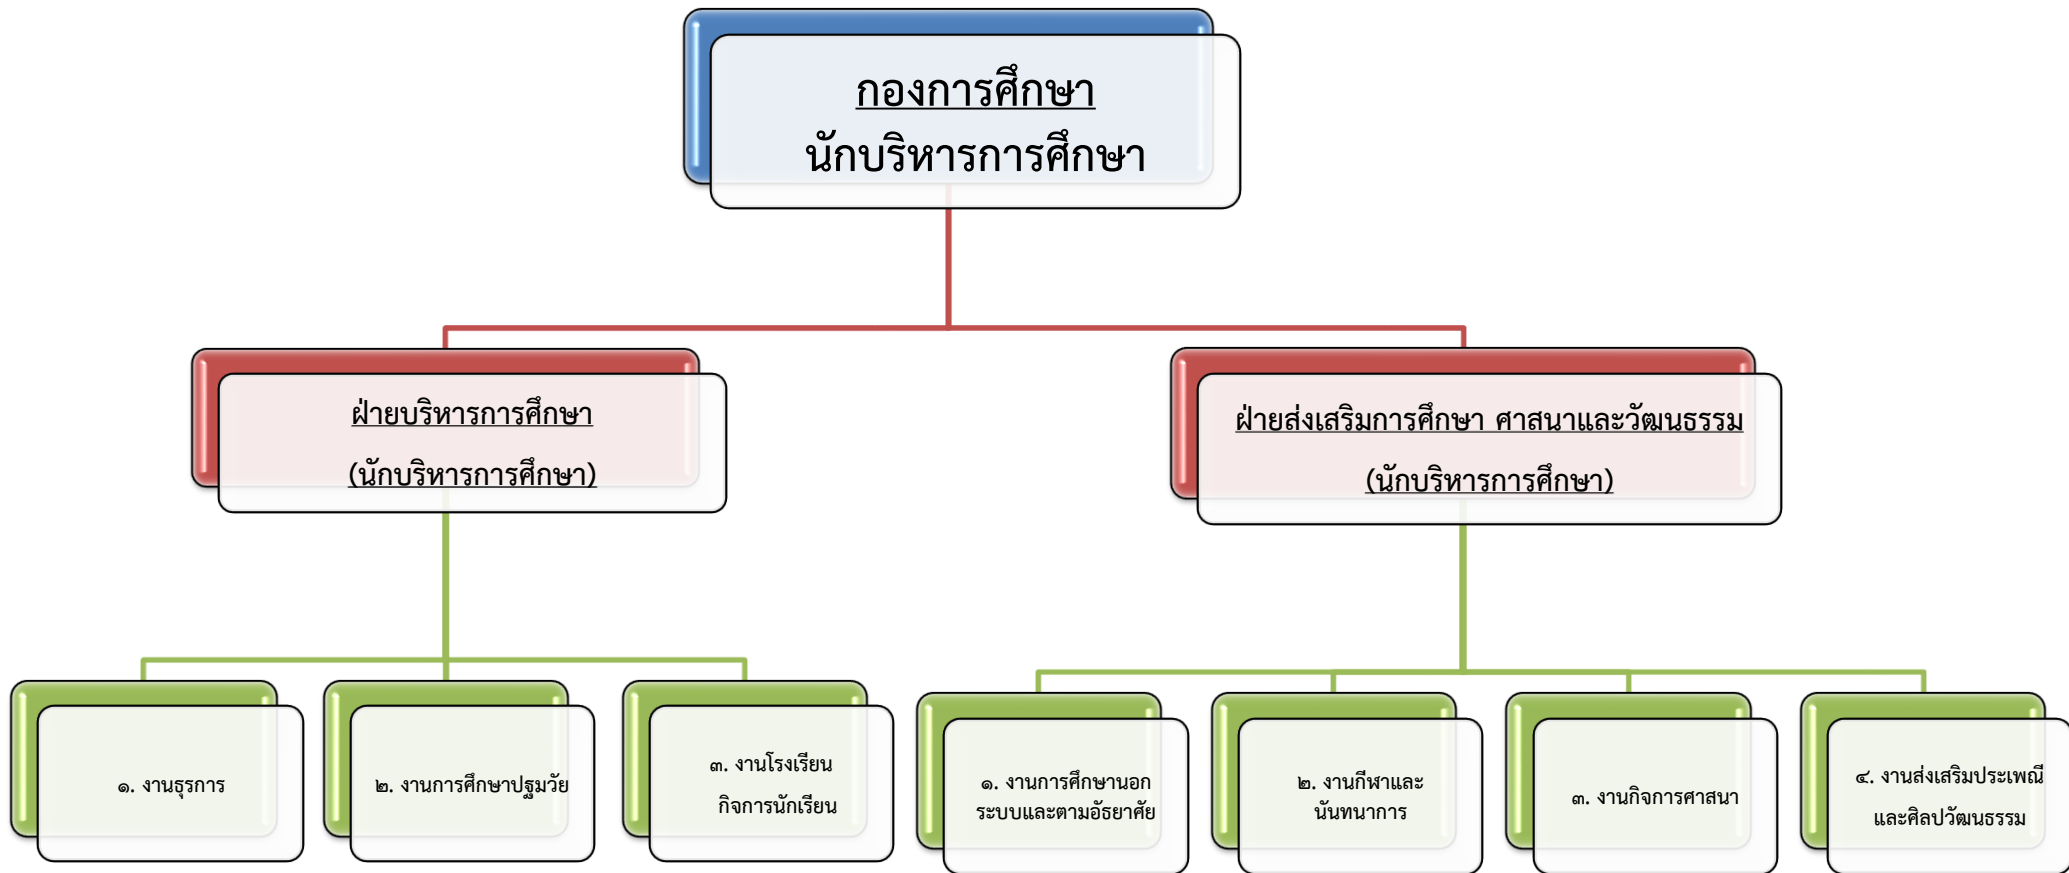 กองการศึกษา
นักบริหารการศึกษา
ฝ่ายบริหารการศึกษา
(นักบริหารการศึกษา)
ฝ่ายส่งเสริมการศึกษา ศาสนาและวัฒนธรรม
(นักบริหารการศึกษา)
๑. งานธุรการ
๒. งานการศึกษาปฐมวัย
๓. งานโรงเรียน
กิจการนักเรียน
๑. งานการศึกษานอก
ระบบและตามอัธยาศัย
๒. งานกีฬาและ
นันทนาการ
๓. งานกิจการศาสนา
๔. งานส่งเสริมประเพณี
และศิลปวัฒนธรรม